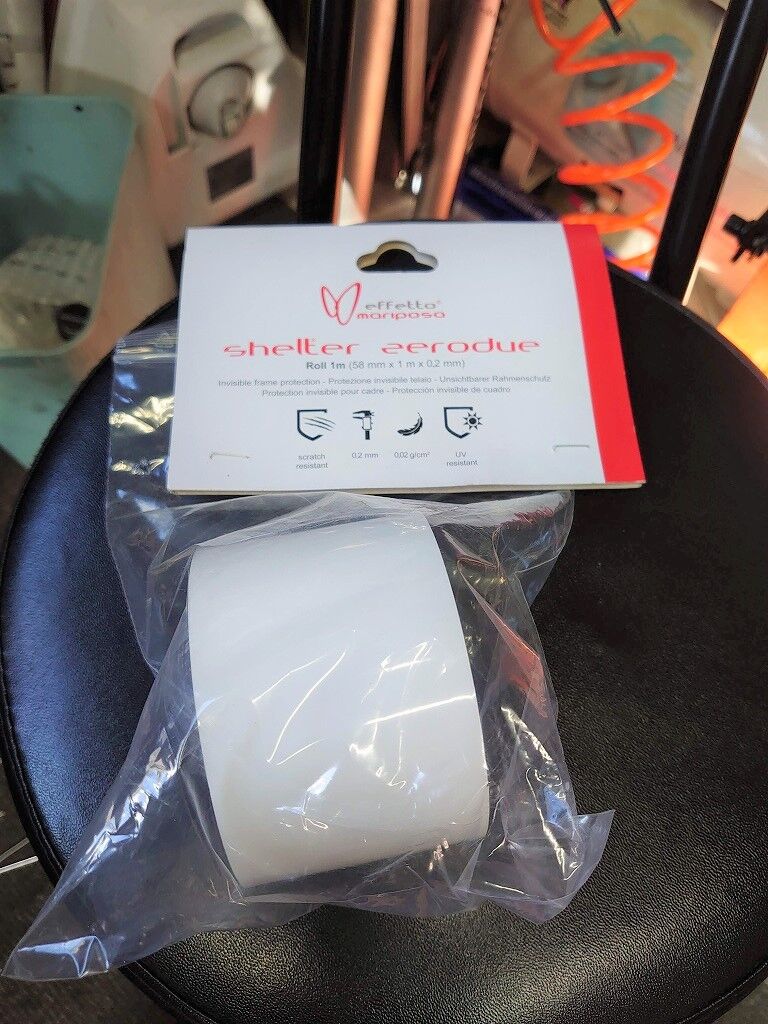 effetto®
mariposa
shelter aerodue
Roll 1m (58 mm x 1 m x 0,2 mm)
Invisible frame protection - Protezione invisibile telaio - Unsichtbarer Rahmenschutz
Protection invisible pour cadre - Protección invisible de cuadro
scratch resistant
0,2 mm
0,02 g/cm²
UV resistant